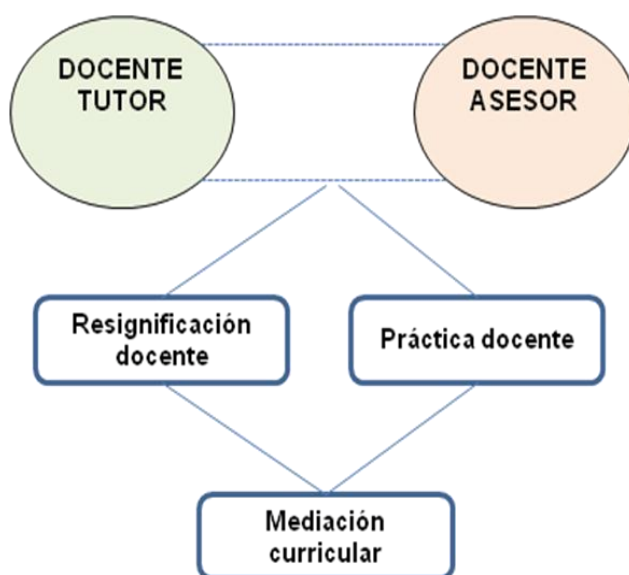 DOCENTE
TUTOR
DOCENTE
ASESOR
Resignificación
docente
Práctica docente
Mediación
curricular